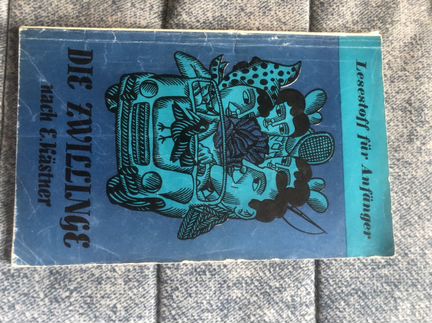 Lesestoff für Anfänger
DIE ZWILLINGE
nach E. Kästner